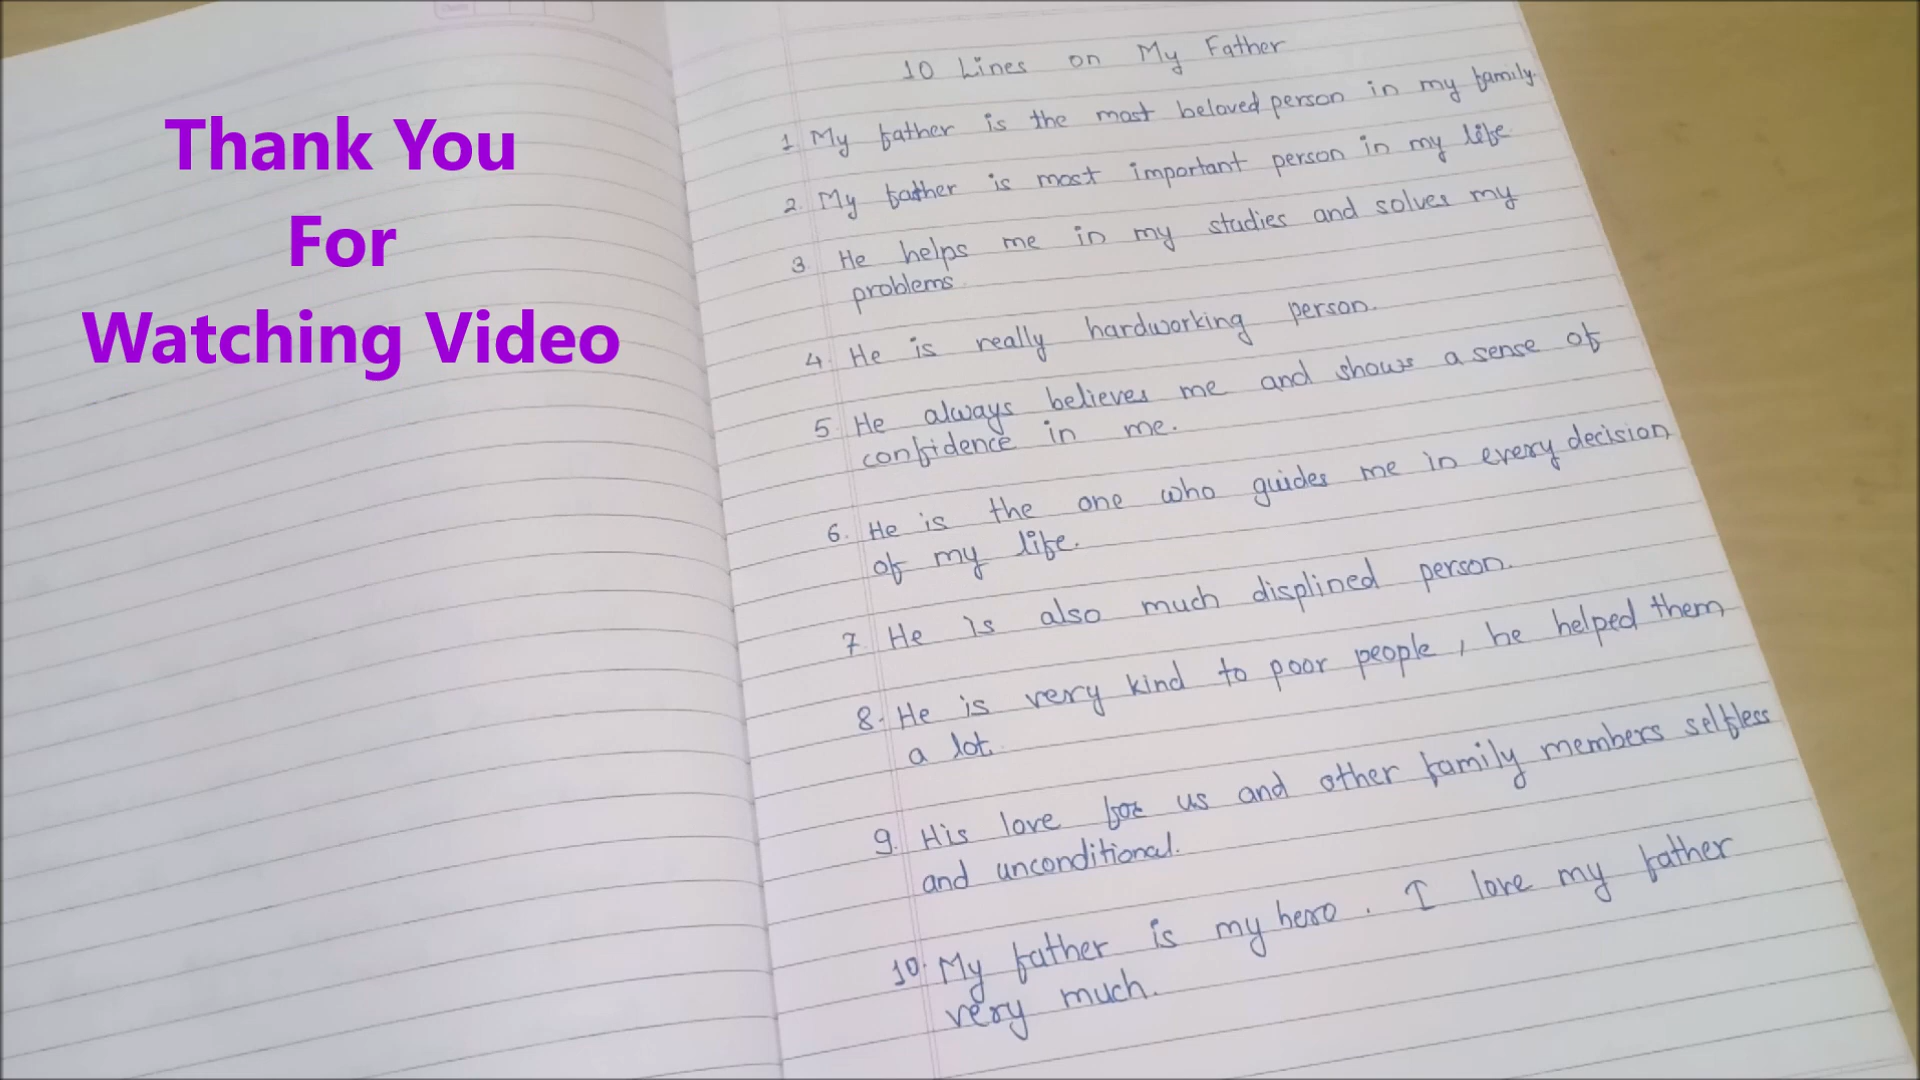 Thank You
For
Watching Video
10 Lines on My Father
1. My father is the most beloved person in my family.
2. My father is most important person in my life.
3. He helps me in my studies and solves my
problems.
4. He is really hardworking person.
5. He always believes me and shows a sense of
confidence in me.
6. He is the one who guides me in every decision
of my life.
7. He is also much displined person.
8. He is very kind to poor people, he helped them
a lot.
9. His love for us and other family members selfless
and unconditional.
10. My father is my hero. I love my father
very much.